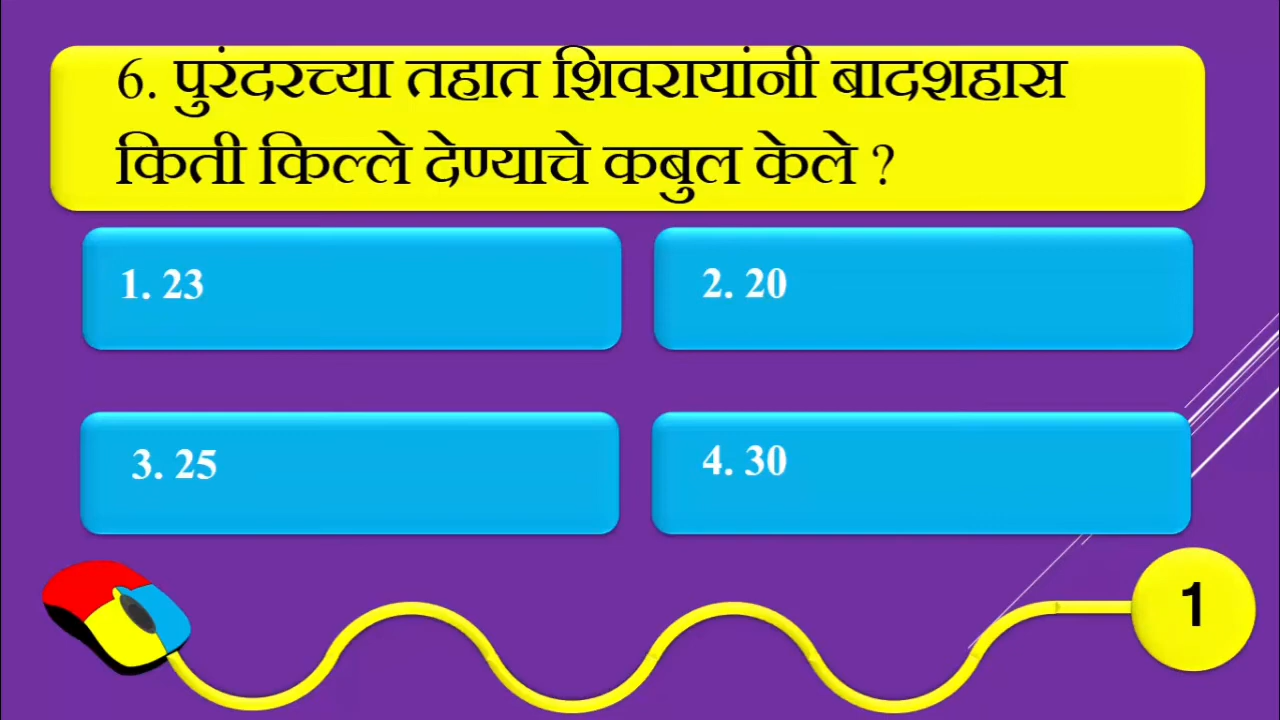 6. पुरंदरच्या तहात शिवरायांनी बादशहास
किती किल्ले देण्याचे कबुल केले ?
1. 23
2. 20
3. 25
4. 30
1